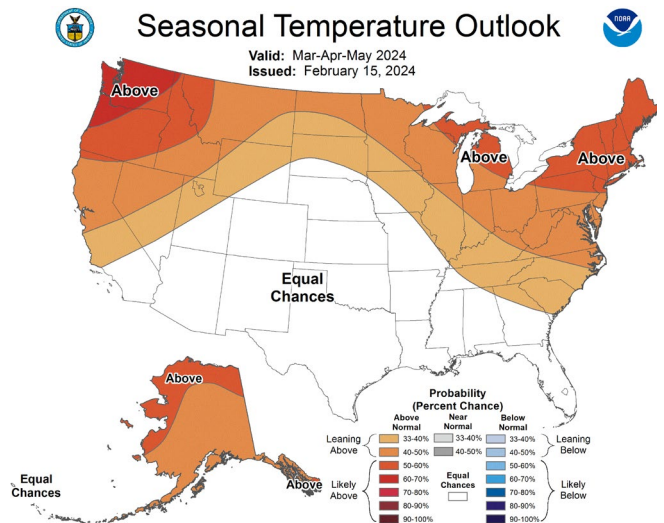 Seasonal Temperature Outlook
NOAA
Valid: Mar-Apr-May 2024
Issued: February 15, 2024
Above
Above
Above
Equal
Chances
Above
Above
Equal
Chances
Probability
(Percent Chance)
Above
Normal
Near
Normal
Below
Normal
Leaning
Above
33-40%
33-40%
33-40%
Leaning
Below
40-50%
40-50%
40-50%
Likely
Above
50-60%
Equal
Chances
50-60%
Likely
Below
60-70%
60-70%
70-80%
70-80%
80-90%
80-90%
90-100%
90-100%